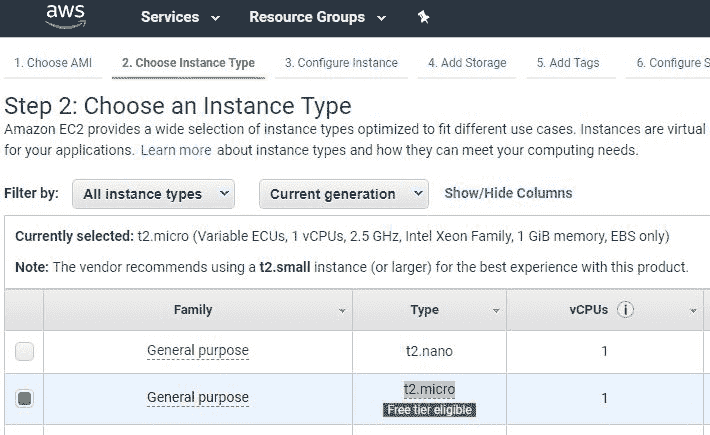 aws
Services
Resource Groups
1. Choose AMI
2. Choose Instance Type
3. Configure Instance
4. Add Storage
5. Add Tags
6. Configure S
Step 2: Choose an Instance Type
Amazon EC2 provides a wide selection of instance types optimized to fit different use cases. Instances are virtual
for your applications. Learn more about instance types and how they can meet your computing needs.
Filter by:
All instance types
Current generation
Show/Hide Columns
Currently selected: t2.micro (Variable ECUs, 1 vCPUs, 2.5 GHz, Intel Xeon Family, 1 GiB memory, EBS only)
Note: The vendor recommends using a t2.small instance (or larger) for the best experience with this product.
Family
Type
vCPUs
General purpose
t2.nano
1
General purpose
t2.micro
Free tier eligible
1